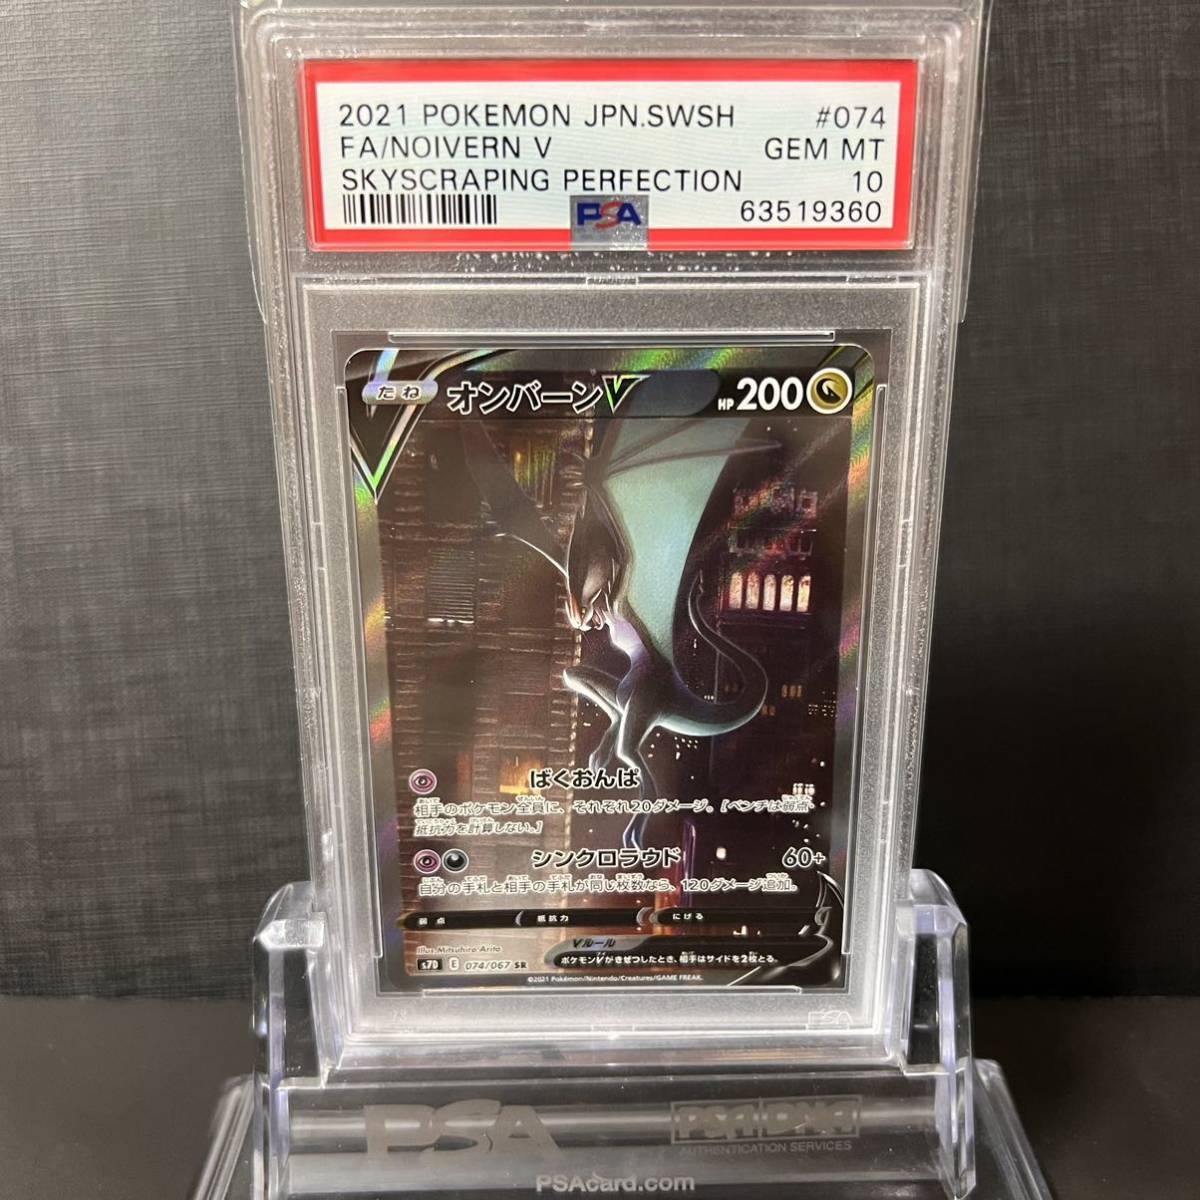 2021 POKEMON JPN.SWSH #074
FA/NOIVERN V GEM MT
SKYSCRAPING PERFECTION 10
PSA 63519360
たね オンバーンV HP 200
ばくおんぱ
相手のポケモン全員に、それぞれ20ダメージ。[ベンチは弱点・
抵抗力を計算しない。]
シンクロラウド 60+
自分の手札と相手の手札が同じ枚数なら、120ダメージ追加。
弱点 抵抗力 にげる
Illus. Mitsuhiro Arita
Vルール
ポケモンVがきぜつしたとき、相手はサイドを2枚とる。
s7D E 074/067 SR
©2021 Pokémon/Nintendo/Creatures/GAME FREAK.
PSA
PSA PSA/DNA
AUTHENTICATION SERVICES
PSAcard.com